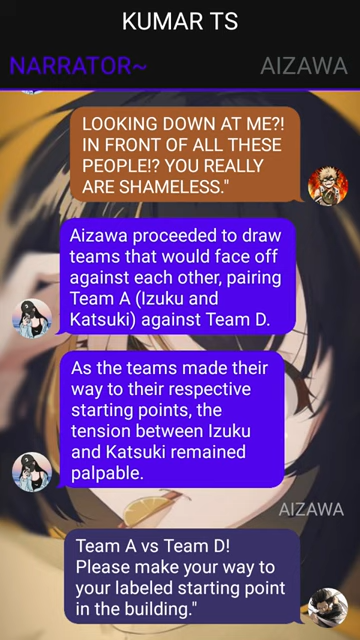 KUMAR TS
NARRATOR~
AIZAWA
LOOKING DOWN AT ME?!
IN FRONT OF ALL THESE
PEOPLE!? YOU REALLY
ARE SHAMELESS."
Aizawa proceeded to draw
teams that would face off
against each other, pairing
Team A (Izuku and
Katsuki) against Team D.
As the teams made their
way to their respective
starting points, the
tension between Izuku
and Katsuki remained
palpable.
AIZAWA
Team A vs Team D!
Please make your way to
your labeled starting point
in the building."